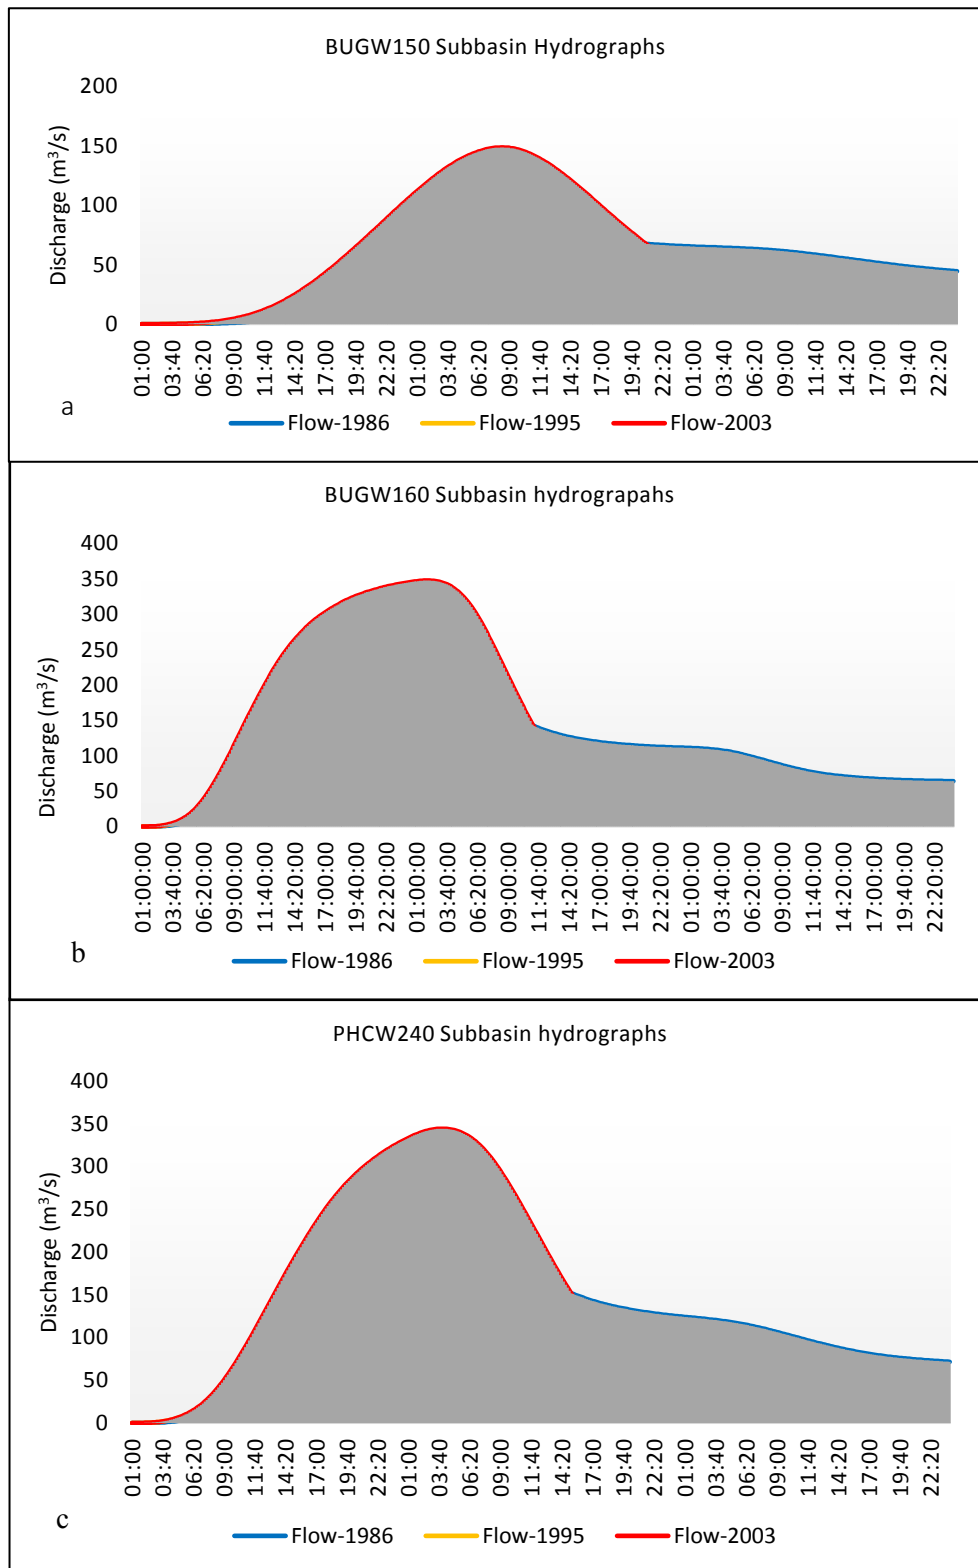 BUGW150 Subbasin Hydrographs
Discharge (m³/s)
200
150
100
50
0
01:00 03:40 06:20 09:00 11:40 14:20 17:00 19:40 22:20 01:00 03:40 06:20 09:00 11:40 14:20 17:00 19:40 22:20 01:00 03:40 06:20 09:00 11:40 14:20 17:00 19:40 22:20
a
Flow-1986 Flow-1995 Flow-2003
BUGW160 Subbasin hydrograpahs
Discharge (m³/s)
400
350
300
250
200
150
100
50
0
01:00:00 03:40:00 06:20:00 09:00:00 11:40:00 14:20:00 17:00:00 19:40:00 22:20:00 01:00:00 03:40:00 06:20:00 09:00:00 11:40:00 14:20:00 17:00:00 19:40:00 22:20:00 01:00:00 03:40:00 06:20:00 09:00:00 11:40:00 14:20:00 17:00:00 19:40:00 22:20:00
b
Flow-1986 Flow-1995 Flow-2003
PHCW240 Subbasin hydrographs
Discharge (m³/s)
400
350
300
250
200
150
100
50
0
01:00 03:40 06:20 09:00 11:40 14:20 17:00 19:40 22:20 01:00 03:40 06:20 09:00 11:40 14:20 17:00 19:40 22:20 01:00 03:40 06:20 09:00 11:40 14:20 17:00 19:40 22:20
c
Flow-1986 Flow-1995 Flow-2003